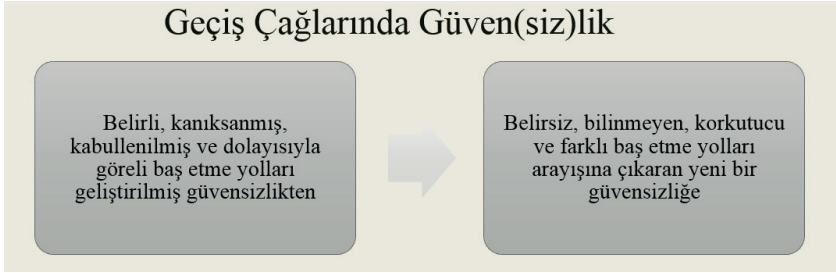 Geçiş Çağlarında Güven(siz)lik
Belirli, kanıksanmış,
kabullenilmiş ve dolayısıyla
göreli baş etme yolları
geliştirilmiş güvensizlikten
Belirsiz, bilinmeyen, korkutucu
ve farklı baş etme yolları
arayışına çıkaran yeni bir
güvensizliğe